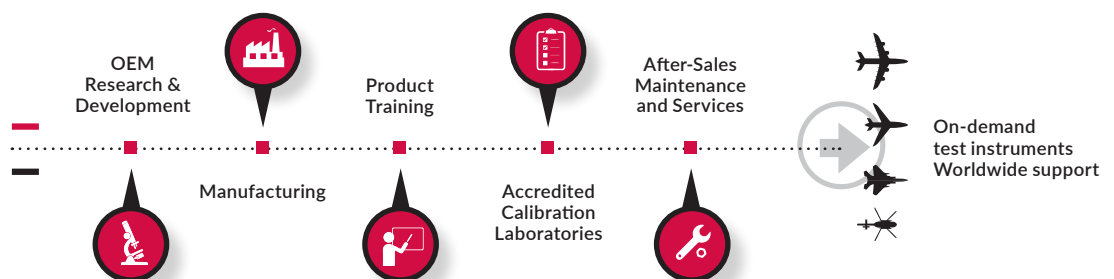 OEM
Research &
Development
Manufacturing
Product
Training
Accredited
Calibration
Laboratories
After-Sales
Maintenance
and Services
On-demand
test instruments
Worldwide support